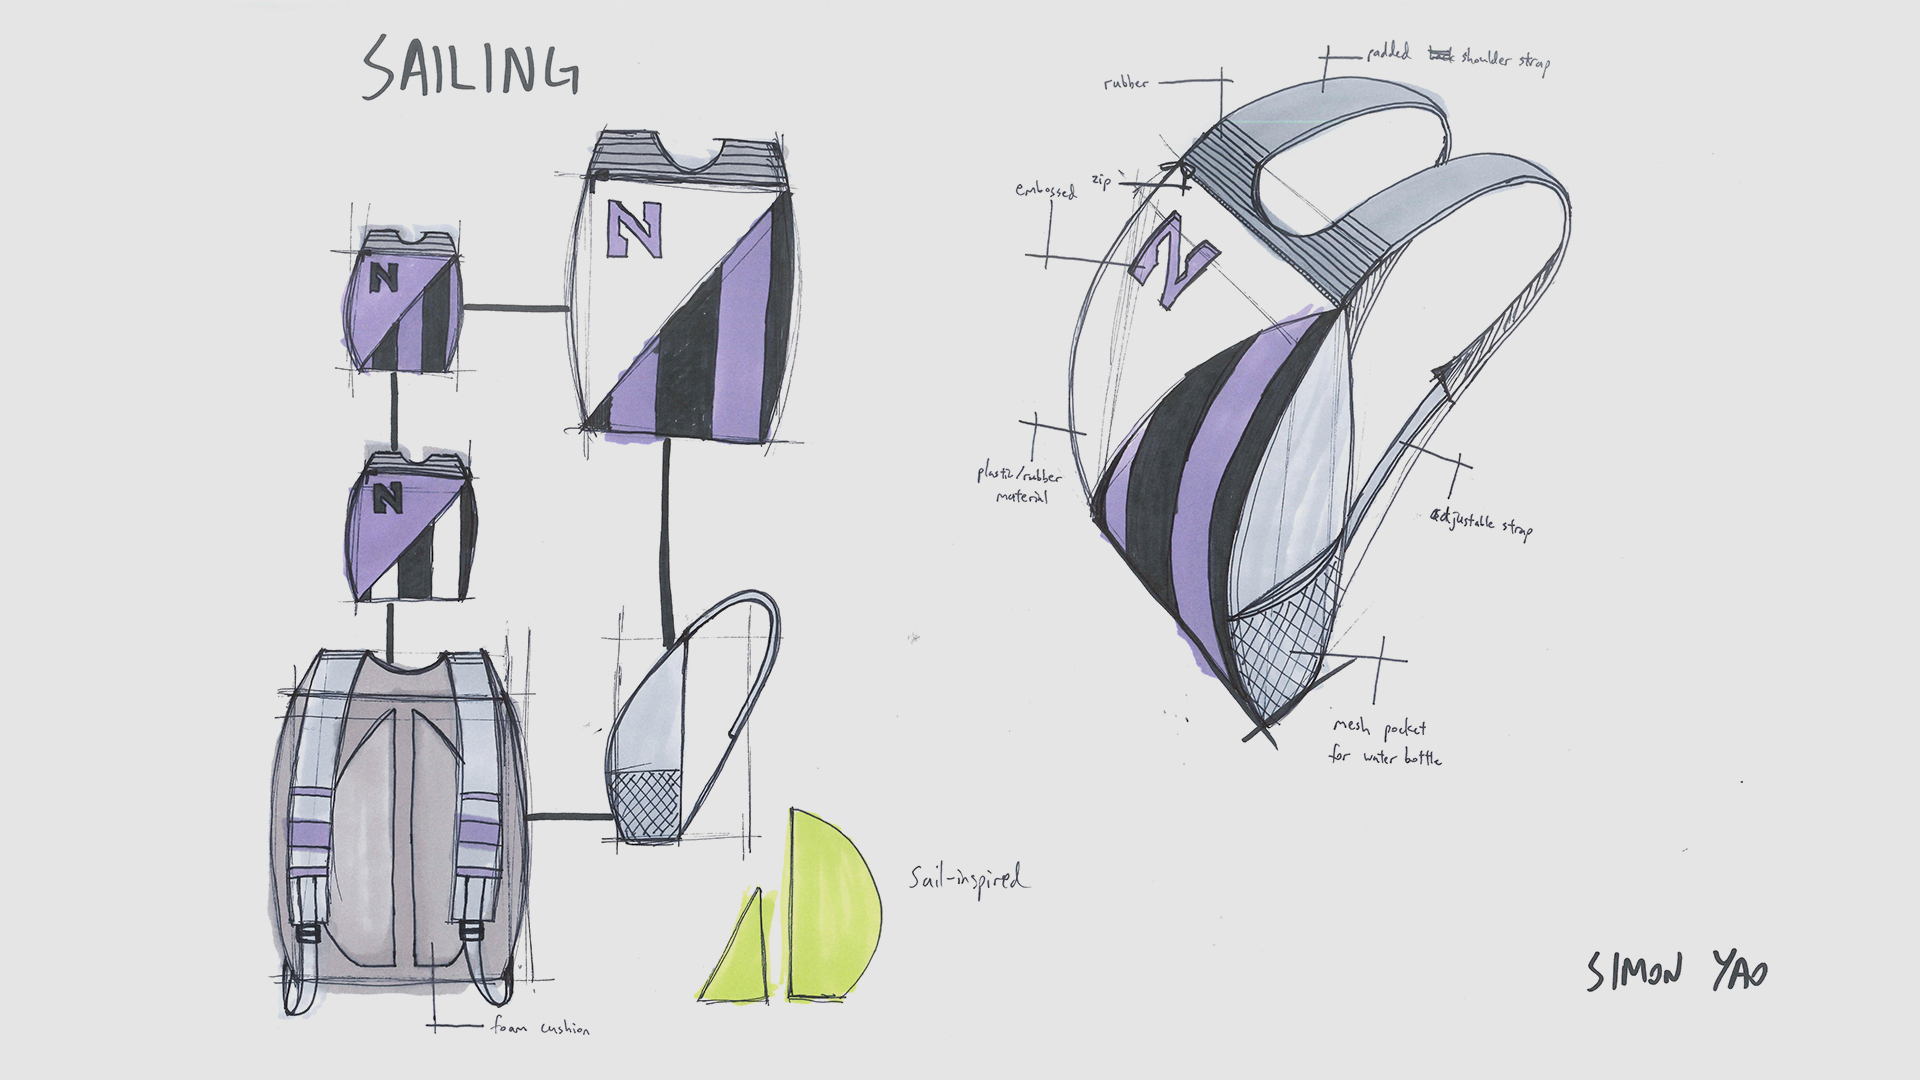 SAILING
padded shoulder strap
rubber
zip
embossed
N
N
N
N
plastic/rubber
material
adjustable strap
mesh pocket
for water bottle
Sail-inspired
foam cushion
SIMON YAO